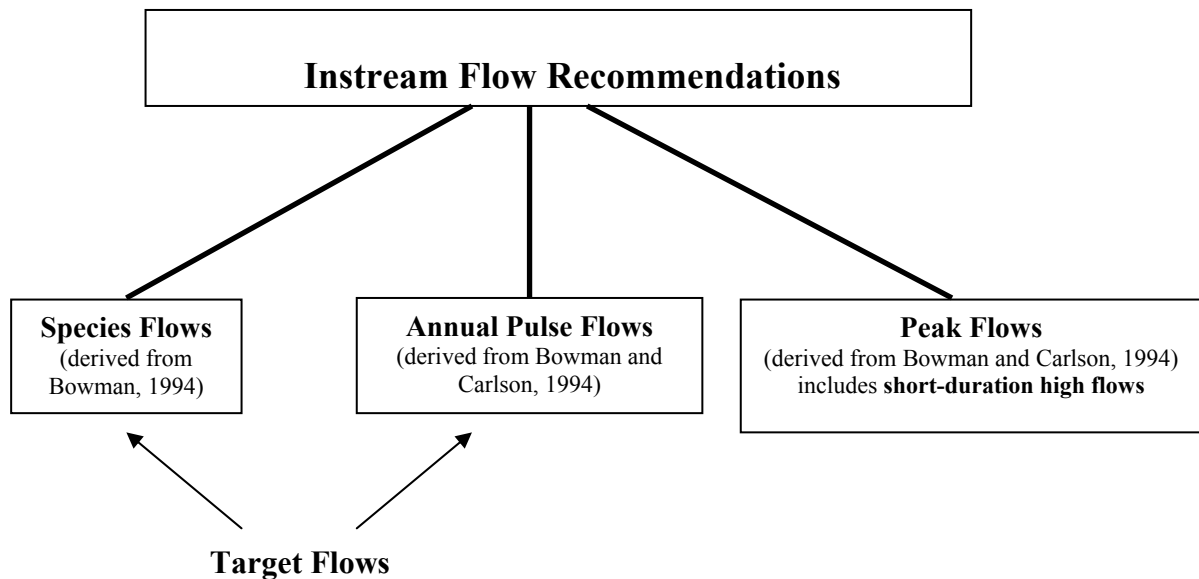 Instream Flow Recommendations
Species Flows
(derived from
Bowman, 1994)
Annual Pulse Flows
(derived from Bowman and
Carlson, 1994)
Peak Flows
(derived from Bowman and Carlson, 1994)
includes short-duration high flows
Target Flows